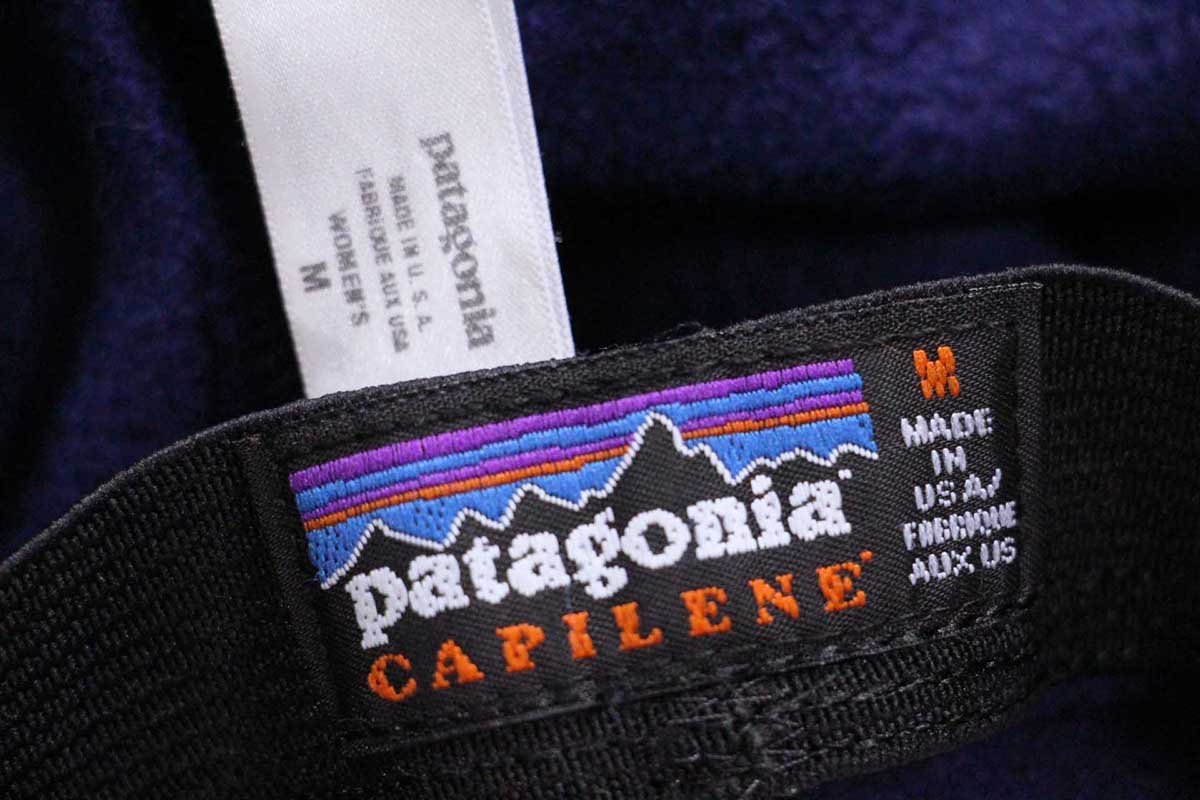 patagonia
MADE IN U.S.A.
FABRIQUE AUX USA
WOMEN'S
M
patagonia
CAPILENE
MADE
IN
USA/
FABRIQUE
AUX US